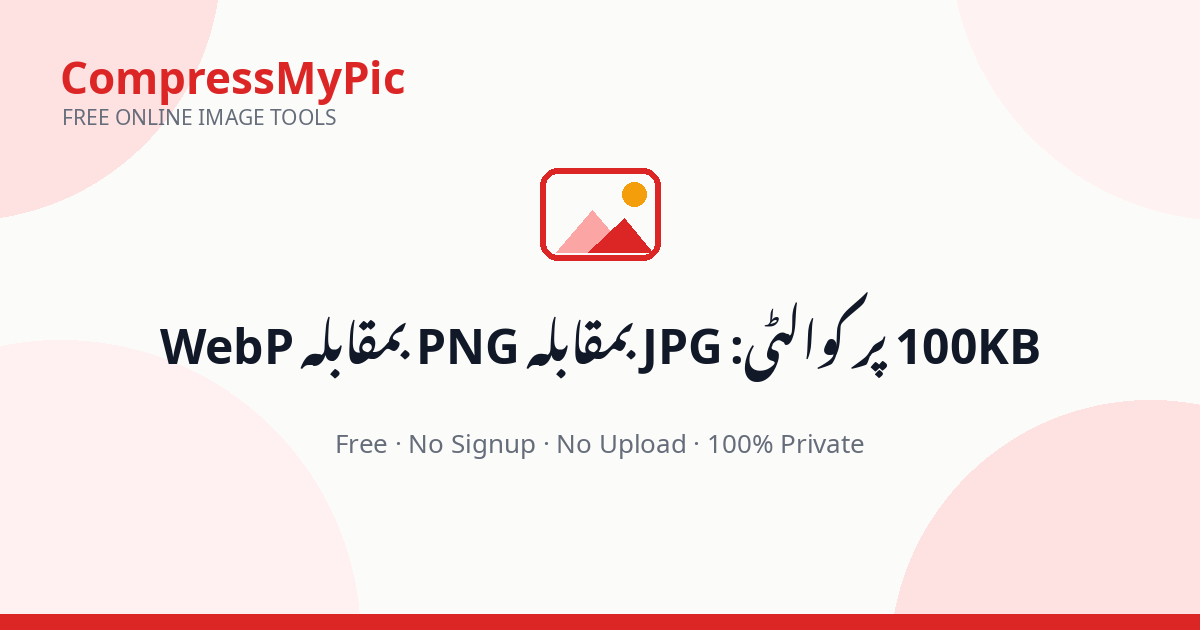 CompressMyPic
FREE ONLINE IMAGE TOOLS
100KB پر کوالٹی: JPG بمقابلہ PNG بمقابلہ WebP
Free · No Signup · No Upload · 100% Private